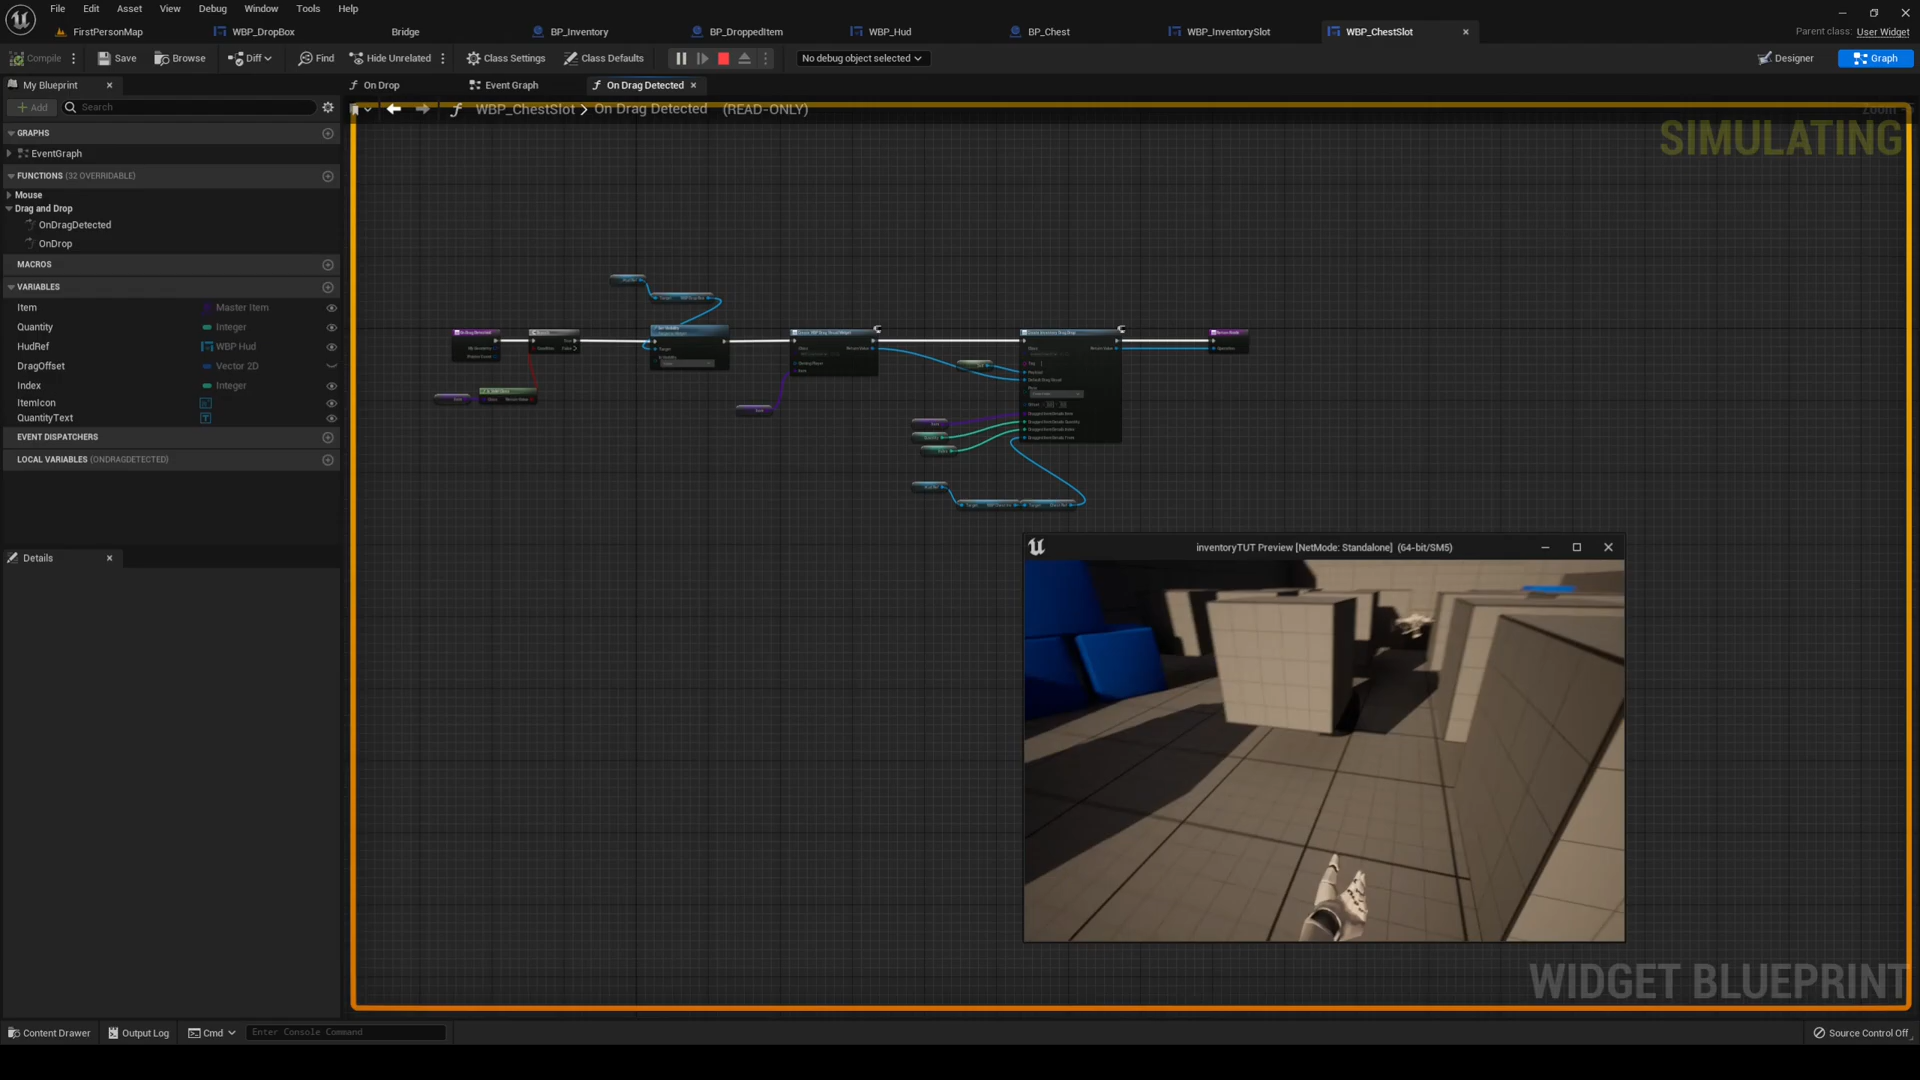 File Edit Asset View Window Debug Tools Help
FirstPersonMap WBP_DropBox Bridge BP_Inventory BP_DroppedItem WBP_Hud BP_Chest WBP_InventorySlot WBP_ChestSlot
Parent class: User Widget
Compile Save Browse Diff Find Hide Unrelated Class Settings Class Defaults No debug object selected Designer Graph
My Blueprint
On Drop Event Graph On Drag Detected
Add Search
WBP_ChestSlot > On Drag Detected (READ-ONLY)
SIMULATING
GRAPHS
EventGraph
FUNCTIONS (32 OVERRIDABLE)
Mouse
Drag and Drop
OnDragDetected
OnDrop
MACROS
VARIABLES
Item Master Item
Quantity Integer
HudRef WBP Hud
DragOffset Vector 2D
Index Integer
ItemIcon
QuantityText
EVENT DISPATCHERS
LOCAL VARIABLES (ONDRAGDETECTED)
Details
inventoryTUT Preview [NetMode: Standalone] (64-bit/SM5)
WIDGET BLUEPRINT
Content Drawer Output Log Cmd Enter Console Command Source Control Off